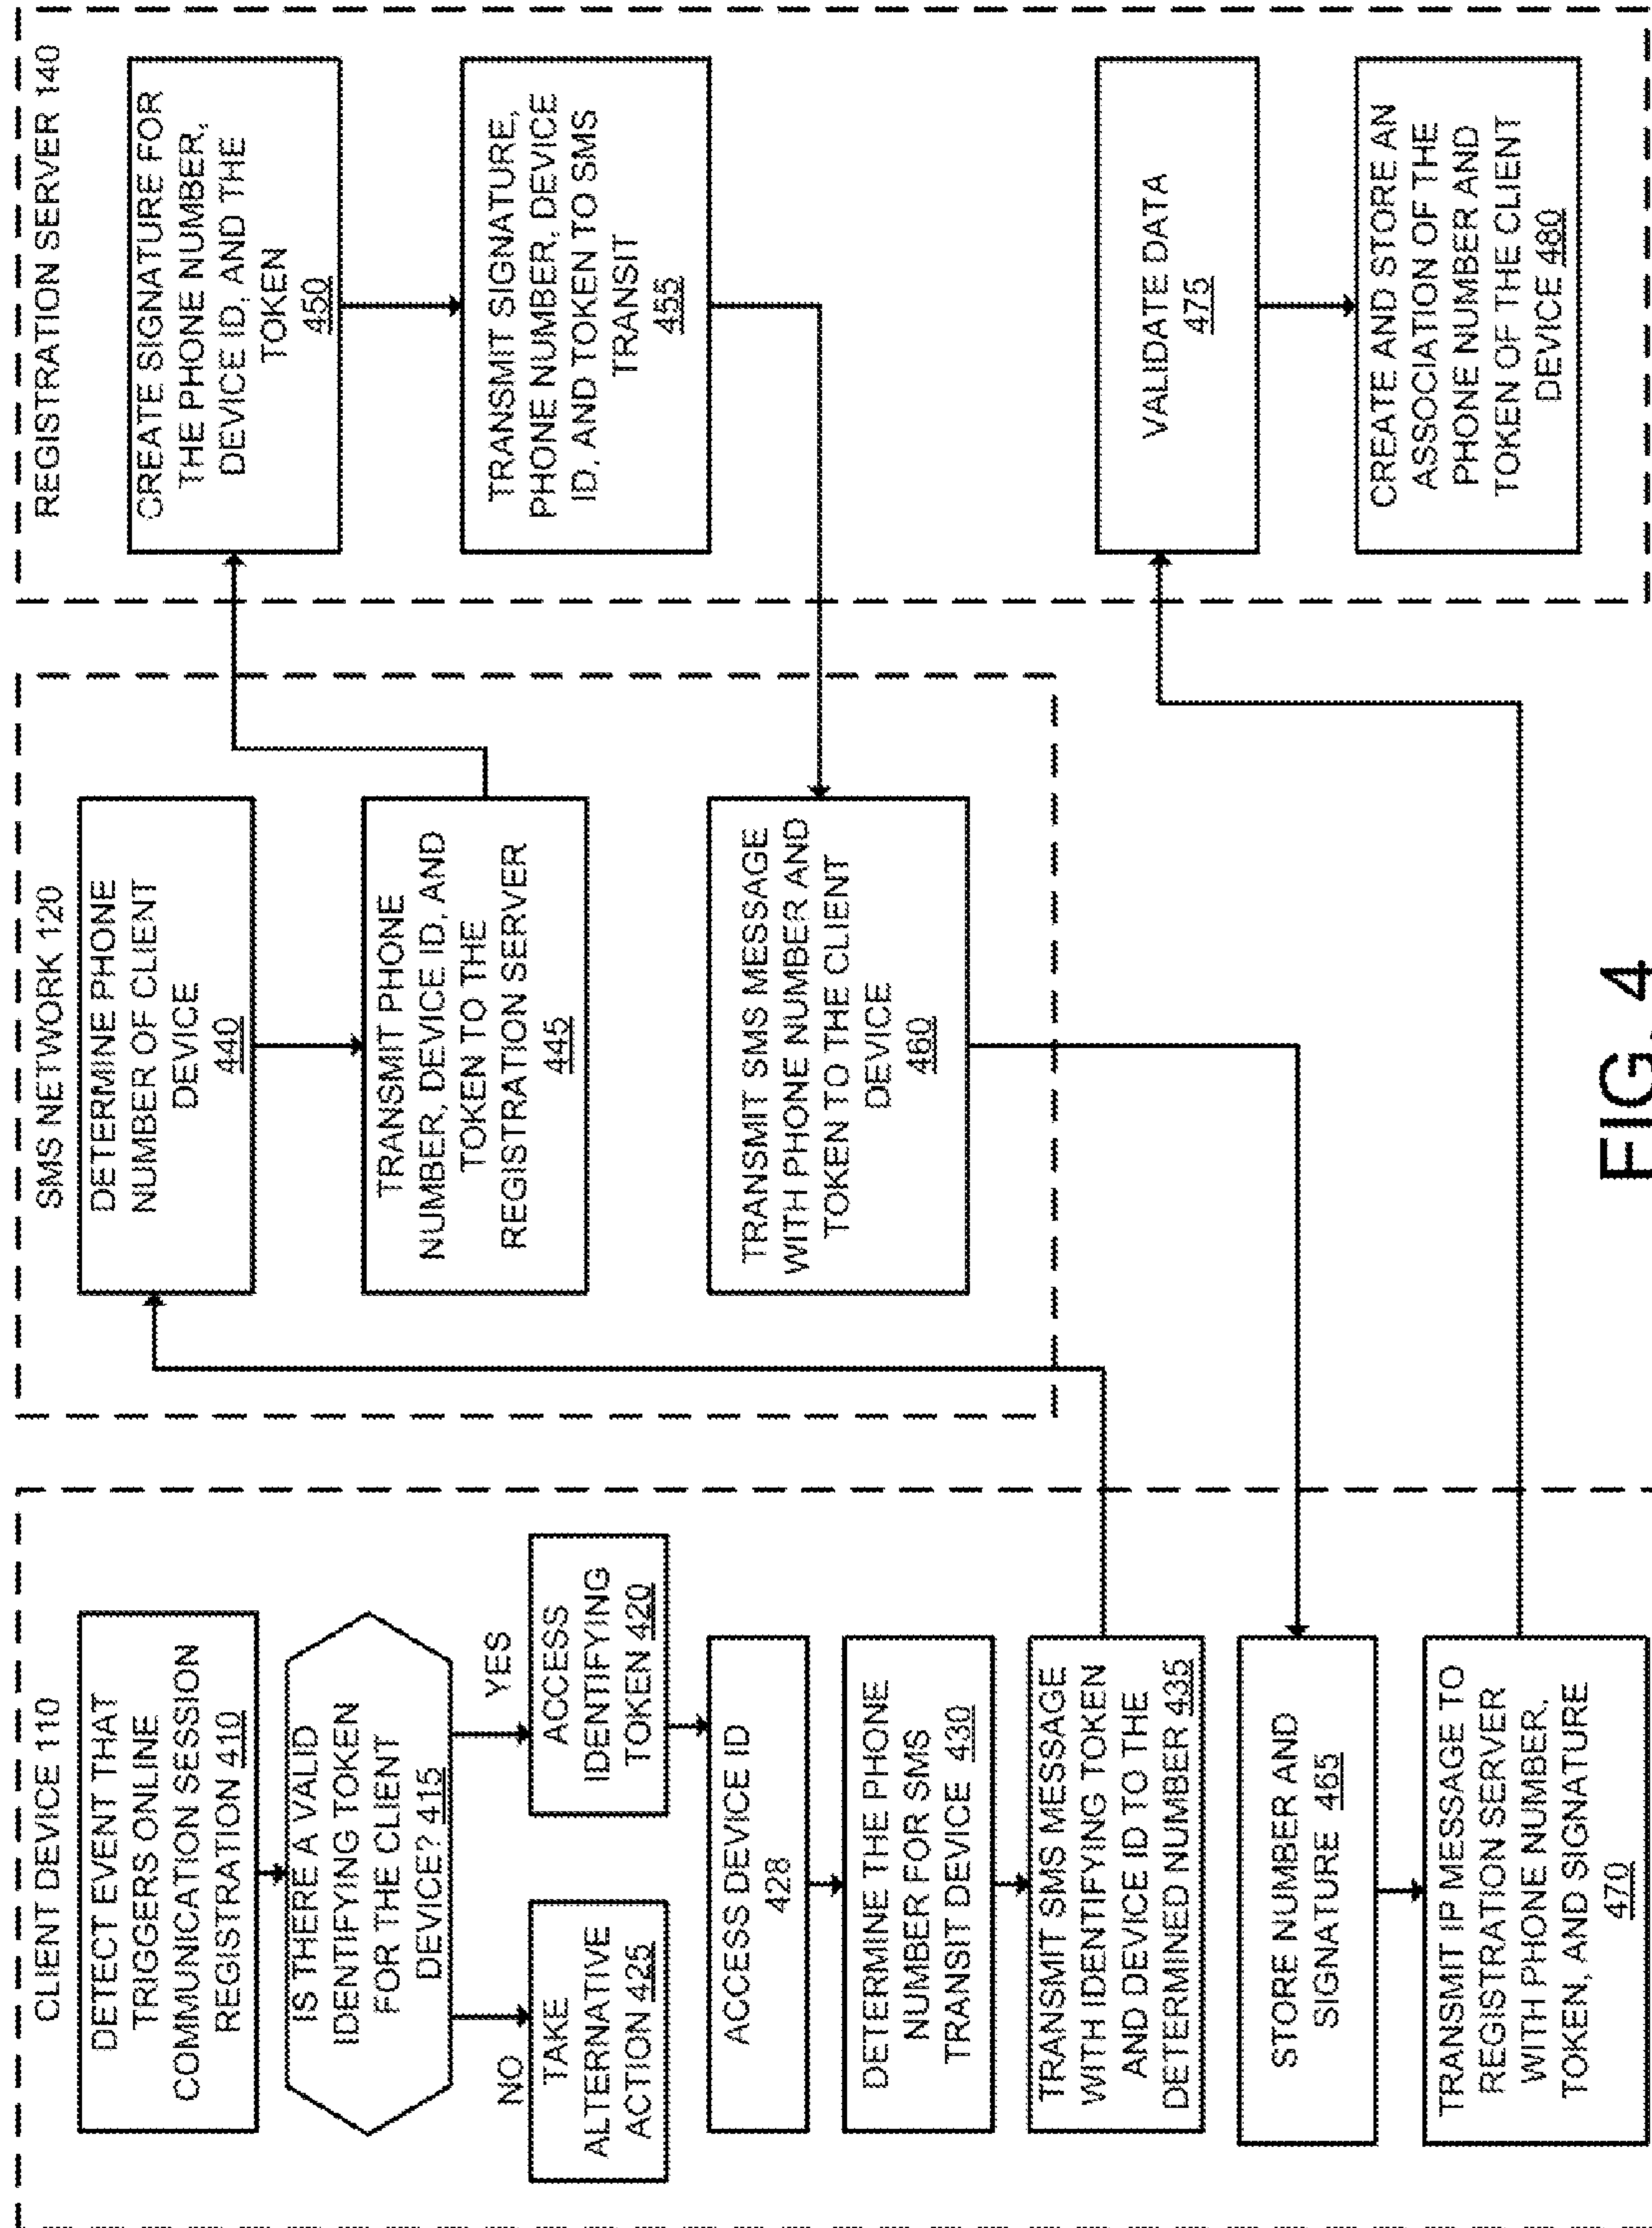 CLIENT DEVICE 110
DETECT EVENT THAT
TRIGGERS ONLINE
COMMUNICATION SESSION
REGISTRATION 410
IS THERE A VALID
IDENTIFYING TOKEN
FOR THE CLIENT
DEVICE? 415
NO
YES
TAKE
ALTERNATIVE
ACTION 425
ACCESS
IDENTIFYING
TOKEN 420
ACCESS DEVICE ID
428
DETERMINE THE PHONE
NUMBER FOR SMS
TRANSIT DEVICE 430
TRANSMIT SMS MESSAGE
WITH IDENTIFYING TOKEN
AND DEVICE ID TO THE
DETERMINED NUMBER 435
STORE NUMBER AND
SIGNATURE 465
TRANSMIT IP MESSAGE TO
REGISTRATION SERVER
WITH PHONE NUMBER,
TOKEN, AND SIGNATURE
470
SMS NETWORK 120
DETERMINE PHONE
NUMBER OF CLIENT
DEVICE
440
TRANSMIT PHONE
NUMBER, DEVICE ID, AND
TOKEN TO THE
REGISTRATION SERVER
445
TRANSMIT SMS MESSAGE
WITH PHONE NUMBER AND
TOKEN TO THE CLIENT
DEVICE
460
REGISTRATION SERVER 140
CREATE SIGNATURE FOR
THE PHONE NUMBER,
DEVICE ID, AND THE
TOKEN
450
TRANSMIT SIGNATURE,
PHONE NUMBER, DEVICE
ID, AND TOKEN TO SMS
TRANSIT
455
VALIDATE DATA
475
CREATE AND STORE AN
ASSOCIATION OF THE
PHONE NUMBER AND
TOKEN OF THE CLIENT
DEVICE 480
FIG. 4